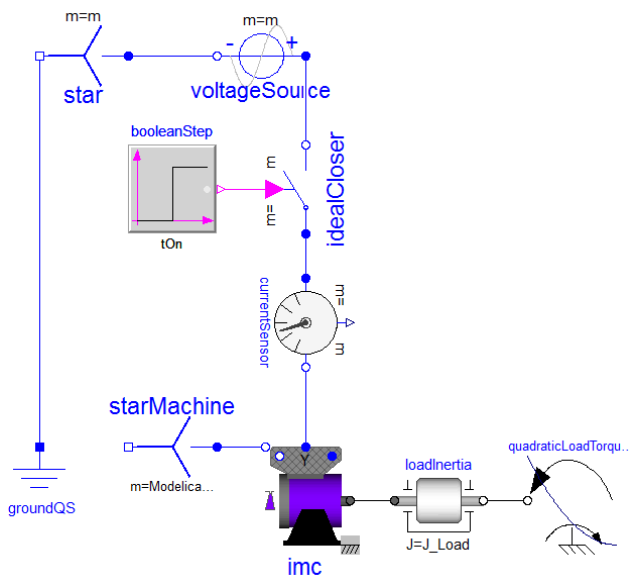 m=m
m=m
star
- +
voltageSource
booleanStep
m
m=
idealCloser
tOn
currentSensor
m=
m
starMachine
m=Modelica...
Y
groundQS
loadInertia
quadraticLoadTorqu...
J=J_Load
imc